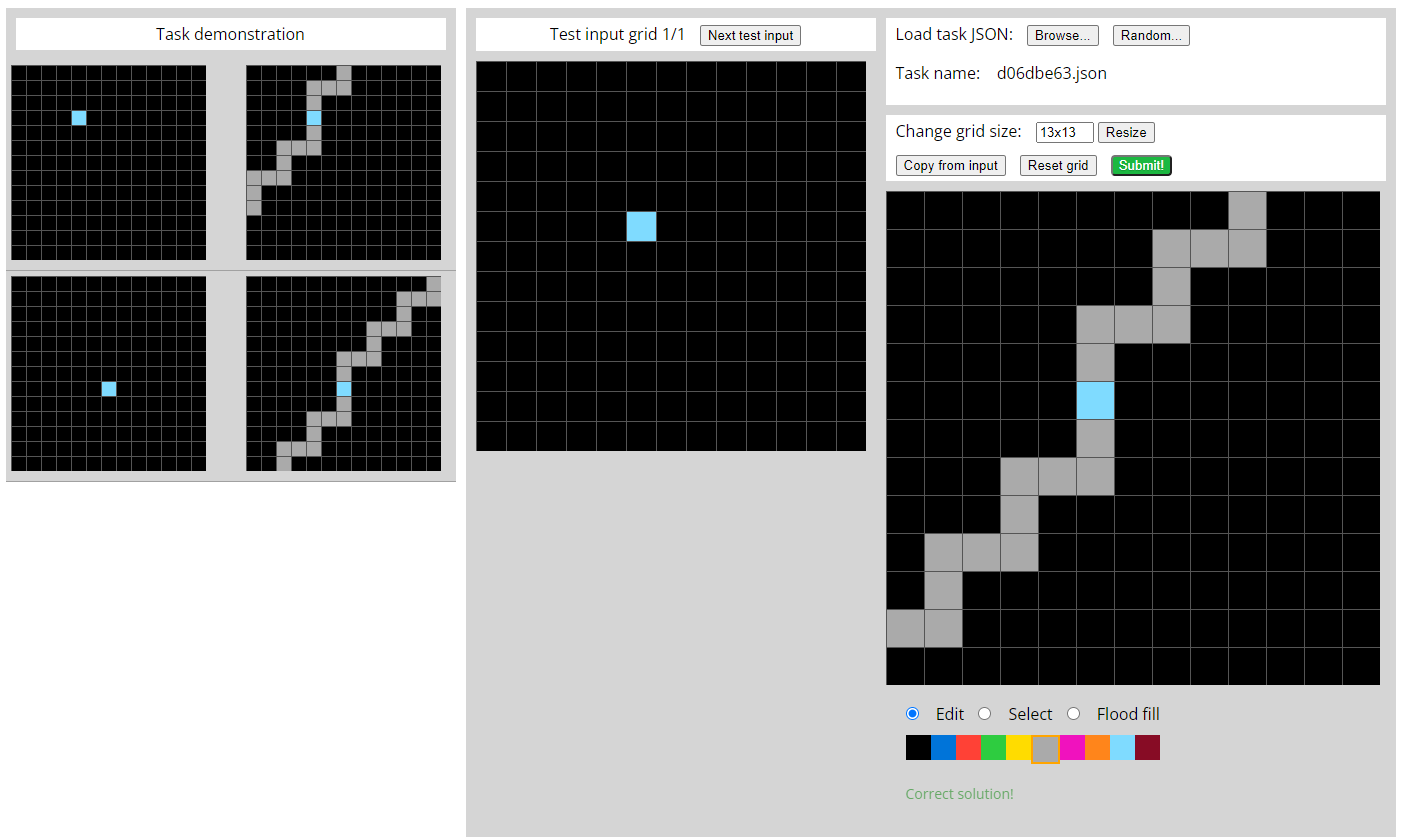 Task demonstration
Test input grid 1/1 Next test input
Load task JSON: Browse... Random...
Task name: d06dbe63.json
Change grid size: 13x13 Resize
Copy from input Reset grid Submit!
Edit Select Flood fill
Correct solution!